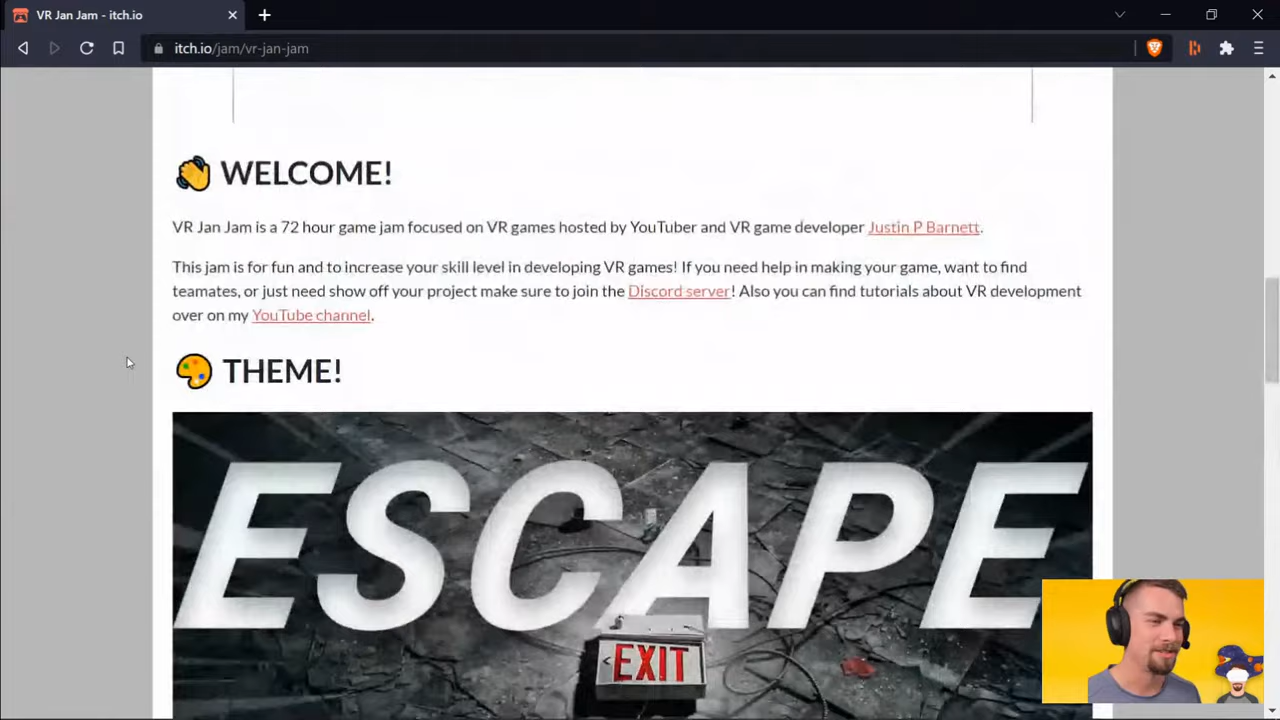 VR Jan Jam - itch.io
itch.io/jam/vr-jan-jam
WELCOME!
VR Jan Jam is a 72 hour game jam focused on VR games hosted by YouTuber and VR game developer Justin P Barnett.
This jam is for fun and to increase your skill level in developing VR games! If you need help in making your game, want to find
teamates, or just need show off your project make sure to join the Discord server! Also you can find tutorials about VR development
over on my YouTube channel.
THEME!
ESCAPE
EXIT